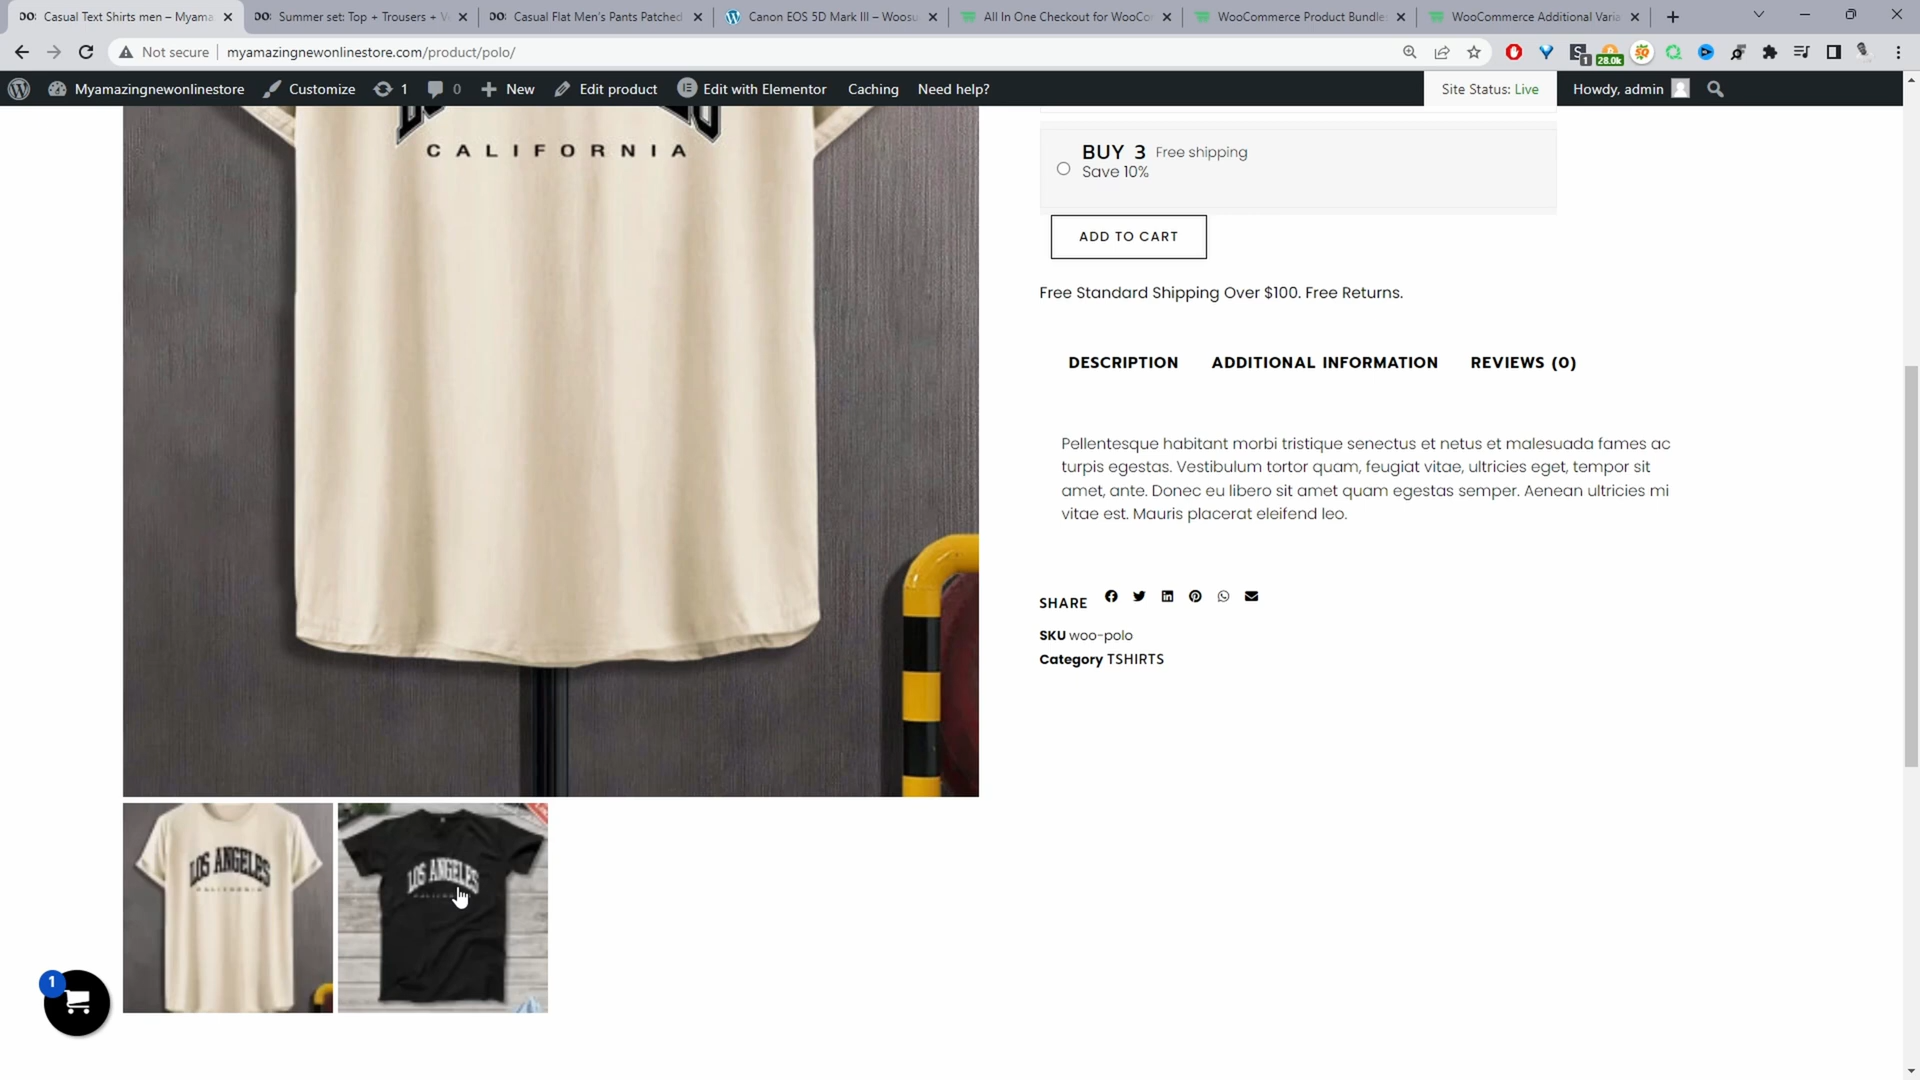 Casual Text Shirts men – Myama
Summer set: Top + Trousers + V
Casual Flat Men's Pants Patched
Canon EOS 5D Mark III – Woosu
All In One Checkout for WooCo
WooCommerce Product Bundle
WooCommerce Additional Varia
Not secure
myamazingnewonlinestore.com/product/polo/
1
28.0k
Myamazingnewonlinestore
Customize
1
0
New
Edit product
Edit with Elementor
Caching
Need help?
Site Status: Live
Howdy, admin
CALIFORNIA
BUY 3 Free shipping
Save 10%
ADD TO CART
Free Standard Shipping Over $100. Free Returns.
DESCRIPTION
ADDITIONAL INFORMATION
REVIEWS (0)
Pellentesque habitant morbi tristique senectus et netus et malesuada fames ac
turpis egestas. Vestibulum tortor quam, feugiat vitae, ultricies eget, tempor sit
amet, ante. Donec eu libero sit amet quam egestas semper. Aenean ultricies mi
vitae est. Mauris placerat eleifend leo.
SHARE
SKU woo-polo
Category TSHIRTS
LOS ANGELES
CALIFORNIA
LOS ANGELES
1